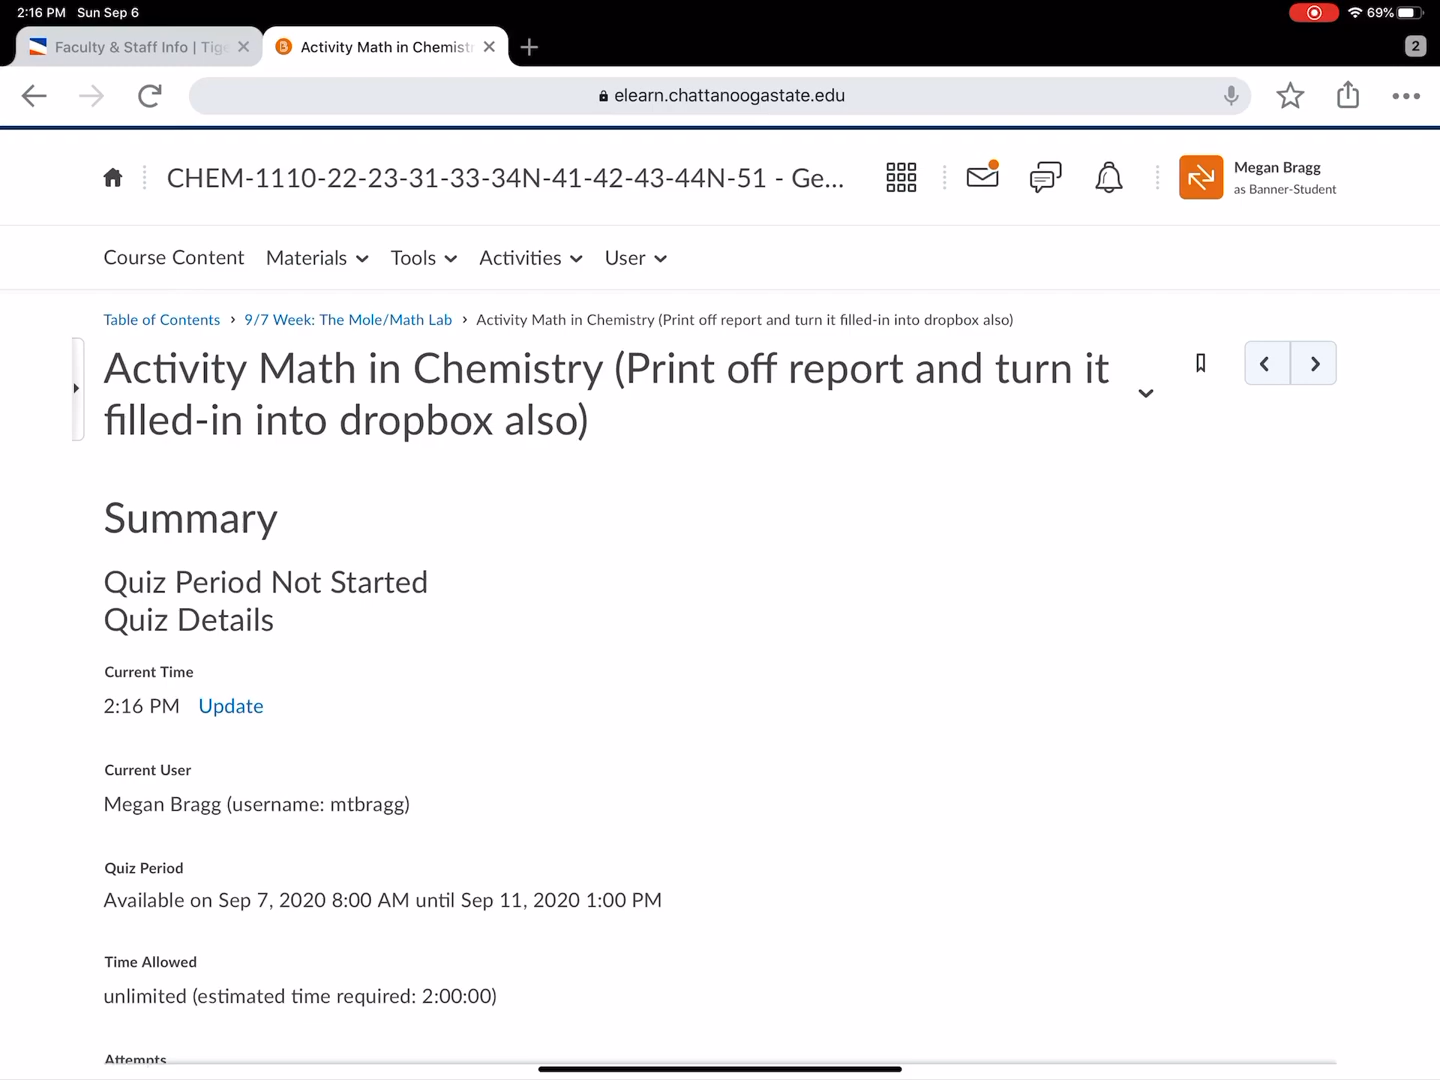 2:16 PM Sun Sep 6
69%
Faculty & Staff Info | Tig
Activity Math in Chemist
2
elearn.chattanoogastate.edu
CHEM-1110-22-23-31-33-34N-41-42-43-44N-51 - Ge...
Megan Bragg
as Banner-Student
Course Content Materials Tools Activities User
Table of Contents › 9/7 Week: The Mole/Math Lab › Activity Math in Chemistry (Print off report and turn it filled-in into dropbox also)
Activity Math in Chemistry (Print off report and turn it
filled-in into dropbox also)
Summary
Quiz Period Not Started
Quiz Details
Current Time
2:16 PM Update
Current User
Megan Bragg (username: mtbragg)
Quiz Period
Available on Sep 7, 2020 8:00 AM until Sep 11, 2020 1:00 PM
Time Allowed
unlimited (estimated time required: 2:00:00)
Attempts